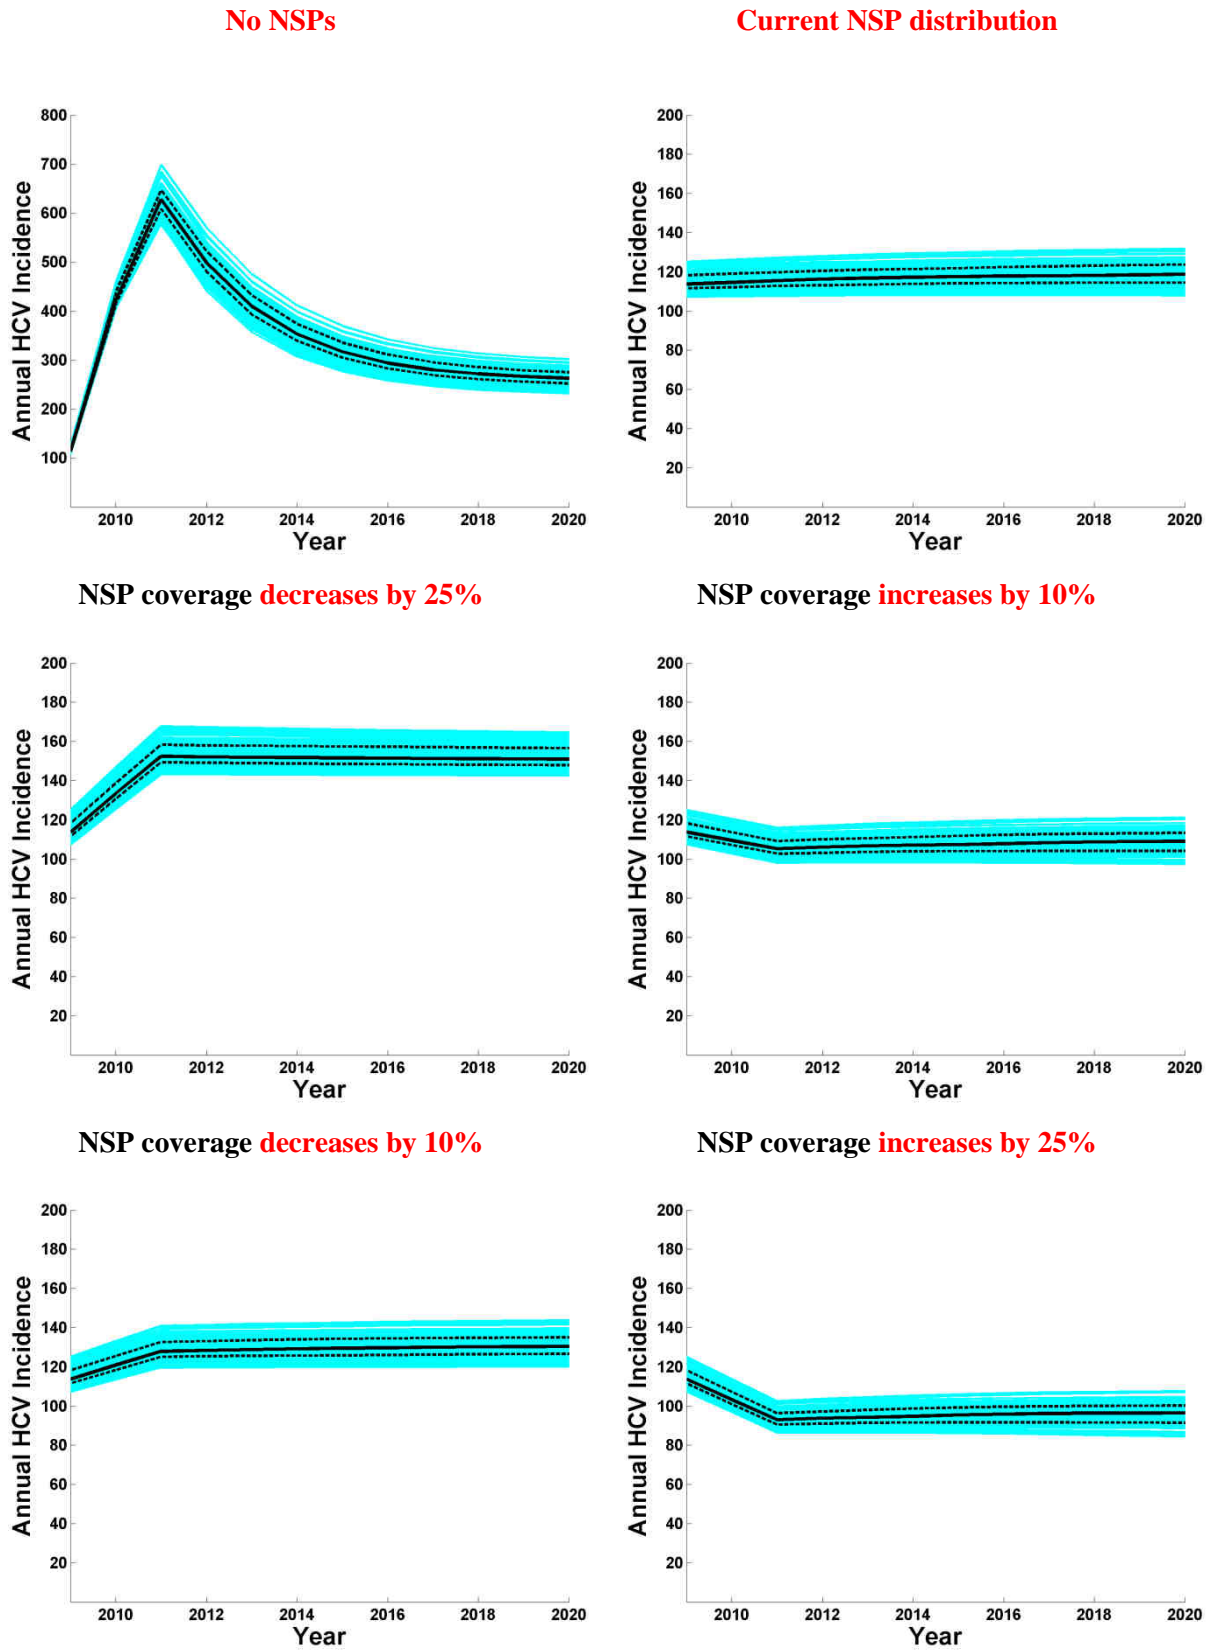 No NSPs
Current NSP distribution
800
700
600
500
400
300
200
100
Annual HCV Incidence
2010 2012 2014 2016 2018 2020
Year
200
180
160
140
120
100
80
60
40
20
Annual HCV Incidence
2010 2012 2014 2016 2018 2020
Year
NSP coverage decreases by 25%
NSP coverage increases by 10%
200
180
160
140
120
100
80
60
40
20
Annual HCV Incidence
2010 2012 2014 2016 2018 2020
Year
200
180
160
140
120
100
80
60
40
20
Annual HCV Incidence
2010 2012 2014 2016 2018 2020
Year
NSP coverage decreases by 10%
NSP coverage increases by 25%
200
180
160
140
120
100
80
60
40
20
Annual HCV Incidence
2010 2012 2014 2016 2018 2020
Year
200
180
160
140
120
100
80
60
40
20
Annual HCV Incidence
2010 2012 2014 2016 2018 2020
Year